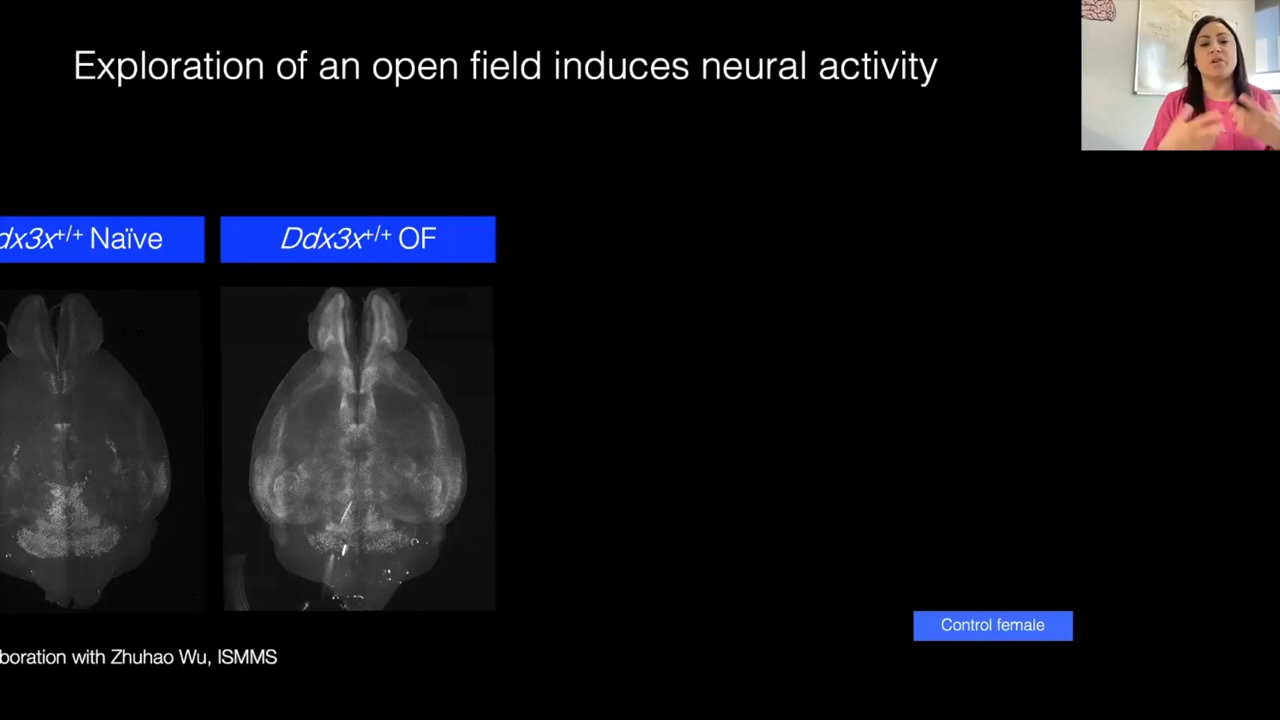 Exploration of an open field induces neural activity
dx3x+/+ Naïve
Ddx3x+/+ OF
Control female
boration with Zhuhao Wu, ISMMS